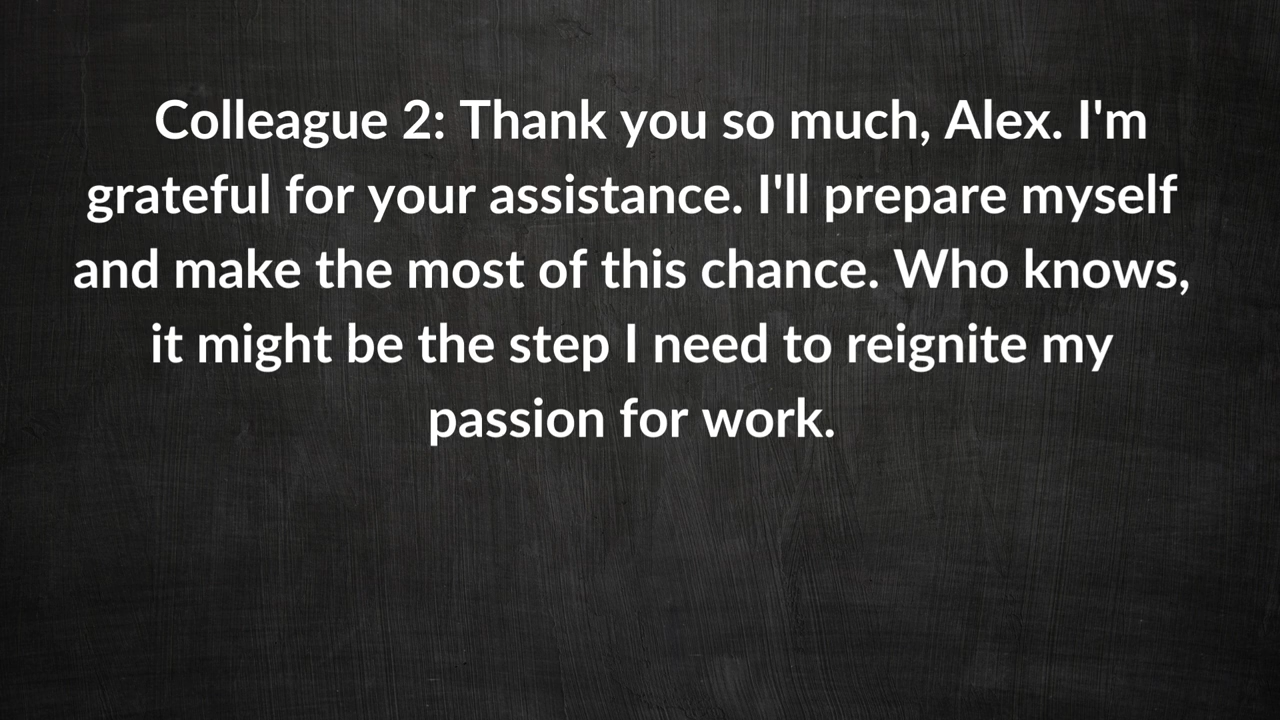 Colleague 2: Thank you so much, Alex. I'm
grateful for your assistance. I'll prepare myself
and make the most of this chance. Who knows,
it might be the step I need to reignite my
passion for work.